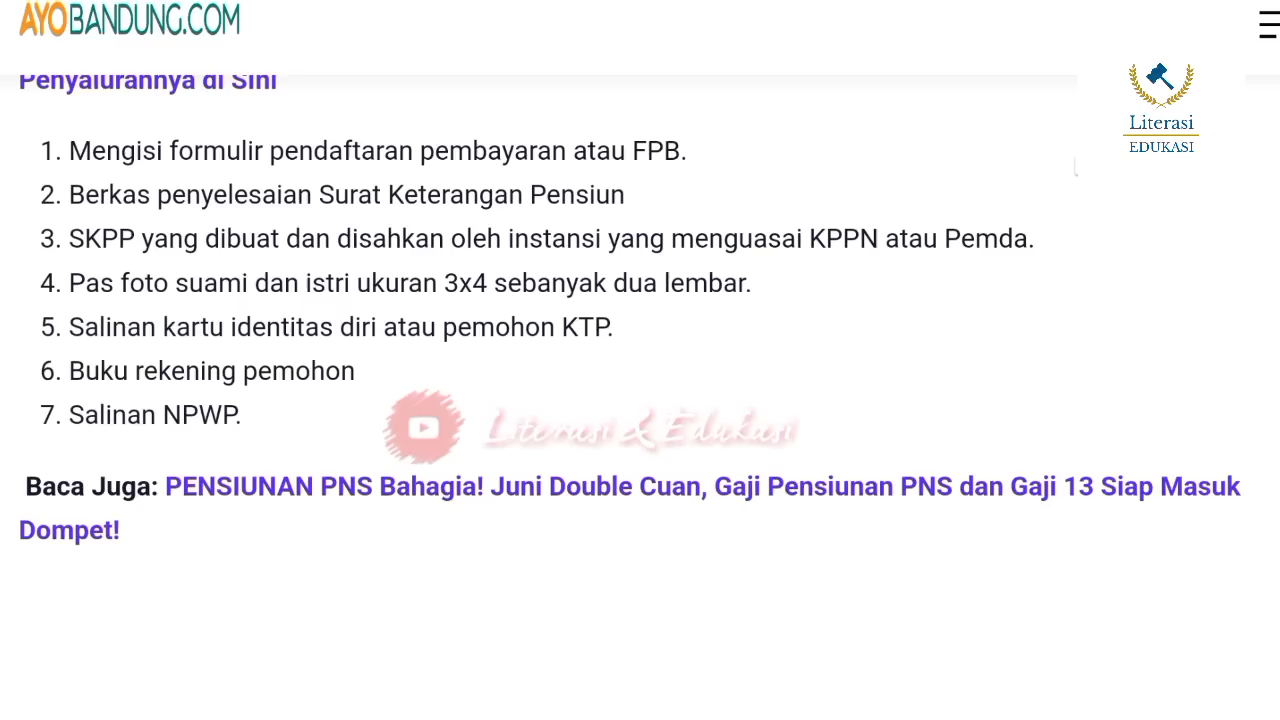 AYOBANDUNG.COM
Penyalurannya di Sini
Literasi
EDUKASI
1. Mengisi formulir pendaftaran pembayaran atau FPB.
2. Berkas penyelesaian Surat Keterangan Pensiun
3. SKPP yang dibuat dan disahkan oleh instansi yang menguasai KPPN atau Pemda.
4. Pas foto suami dan istri ukuran 3x4 sebanyak dua lembar.
5. Salinan kartu identitas diri atau pemohon KTP.
6. Buku rekening pemohon
7. Salinan NPWP.
Literasi & Edukasi
Baca Juga: PENSIUNAN PNS Bahagia! Juni Double Cuan, Gaji Pensiunan PNS dan Gaji 13 Siap Masuk
Dompet!